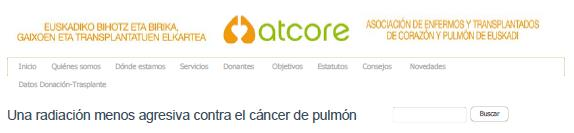 EUSKADIKO BIHOTZ ETA BIRIKA,
GAIXOEN ETA TRANSPLANTATUEN ELKARTEA
atcore
ASOCIACIÓN DE ENFERMOS Y TRANSPLANTADOS
DE CORAZÓN Y PULMÓN DE EUSKADI
Inicio Quiénes somos Dónde estamos Servicios Donantes Objetivos Estatutos Consejos Novedades
Datos Donación-Trasplante
Una radiación menos agresiva contra el cáncer de pulmón
Buscar